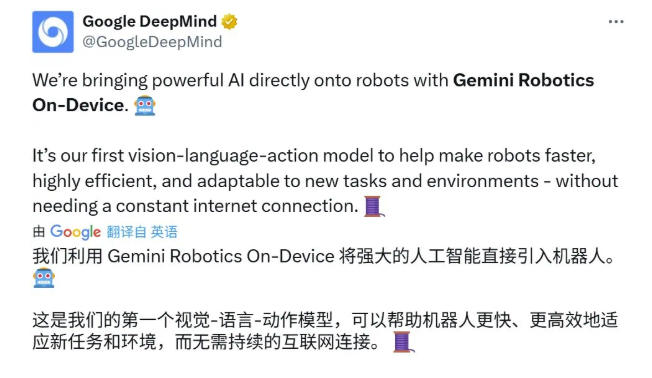 Google DeepMind
@GoogleDeepMind
We’re bringing powerful AI directly onto robots with Gemini Robotics
On-Device. 🤖
It’s our first vision-language-action model to help make robots faster,
highly efficient, and adaptable to new tasks and environments - without
needing a constant internet connection. 🧵
由 Google 翻译自 英语
我们利用 Gemini Robotics On-Device 将强大的人工智能直接引入机器人。
🤖
这是我们的第一个视觉-语言-动作模型，可以帮助机器人更快、更高效地适
应新任务和环境，而无需持续的互联网连接。 🧵